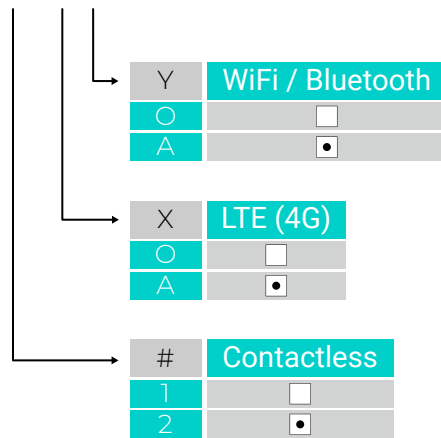 Y WiFi / Bluetooth
O
A
X LTE (4G)
O
A
# Contactless
1
2